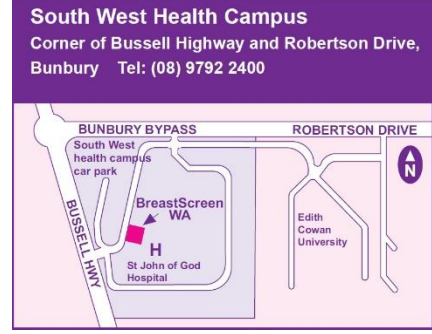 South West Health Campus
Corner of Bussell Highway and Robertson Drive,
Bunbury Tel: (08) 9792 2400
BUNBURY BYPASS
ROBERTSON DRIVE
South West
health campus
car park
N
BUSSELL HWY
BreastScreen
WA
H
St John of God
Hospital
Edith
Cowan
University